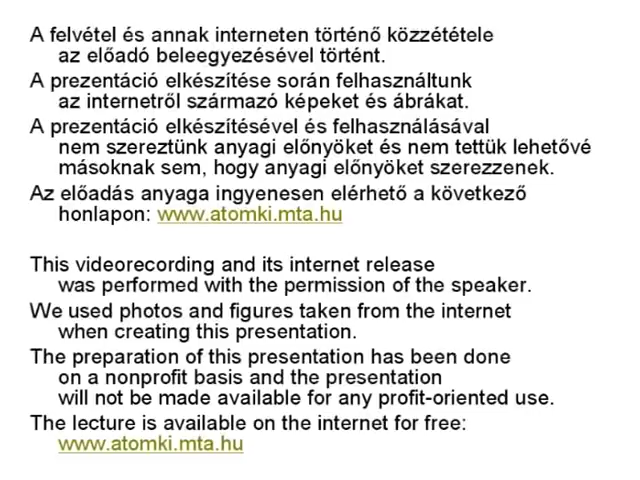 A felvétel és annak interneten történő közzététele
az előadó beleegyezésével történt.
A prezentáció elkészítése során felhasználtunk
az internetről származó képeket és ábrákat.
A prezentáció elkészítésével és felhasználásával
nem szereztünk anyagi előnyöket és nem tettük lehetővé
másoknak sem, hogy anyagi előnyöket szerezzenek.
Az előadás anyaga ingyenesen elérhető a következő
honlapon: www.atomki.mta.hu
This videorecording and its internet release
was performed with the permission of the speaker.
We used photos and figures taken from the internet
when creating this presentation.
The preparation of this presentation has been done
on a nonprofit basis and the presentation
will not be made available for any profit-oriented use.
The lecture is available on the internet for free:
www.atomki.mta.hu